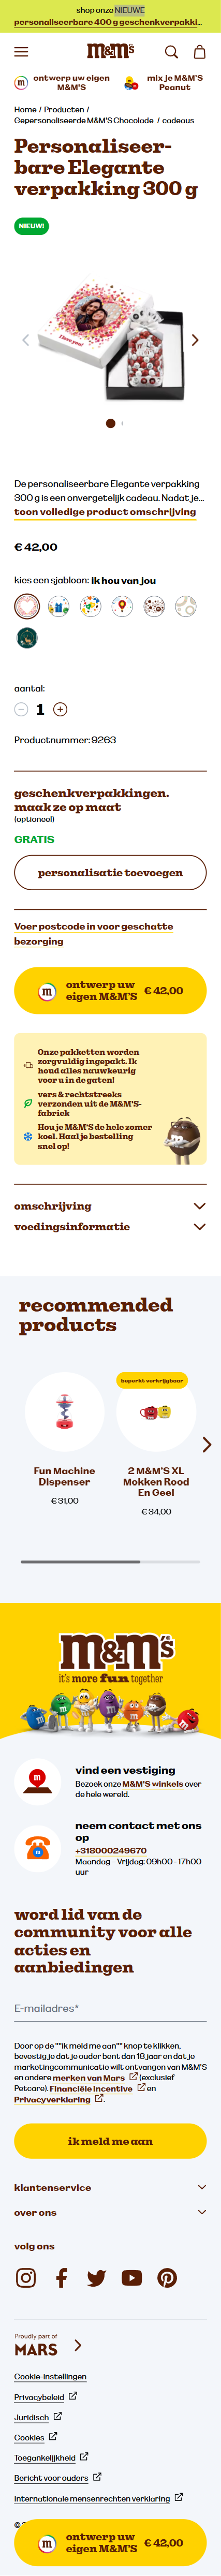 shop onze NIEUWE
personaliseerbare 400 g geschenkverpakki...
m&m's
ontwerp uw eigen
M&M'S
mix je M&M'S
Peanut
Home / Producten /
Gepersonaliseerde M&M'S Chocolade / cadeaus
Personaliseer-
bare Elegante
verpakking 300 g
NIEUW!
I love you!
De personaliseerbare Elegante verpakking
300 g is een onvergetelijk cadeau. Nadat je...
toon volledige product omschrijving
€ 42,00
kies een sjabloon: ik hou van jou
aantal:
1
Productnummer: 9263
geschenkverpakkingen.
maak ze op maat
(optioneel)
GRATIS
personalisatie toevoegen
Voer postcode in voor geschatte
bezorging
m
ontwerp uw
eigen M&M'S
€ 42,00
Onze pakketten worden
zorgvuldig ingepakt. Ik
houd alles nauwkeurig
voor u in de gaten!
vers & rechtstreeks
verzonden uit de M&M'S-
fabriek
Hou je M&M'S de hele zomer
koel. Haal je bestelling
snel op!
omschrijving
voedingsinformatie
recommended
products
beperkt verkrijgbaar
Fun Machine
Dispenser
€ 31,00
2 M&M'S XL
Mokken Rood
En Geel
€ 34,00
m&m's
it's more fun together
m
vind een vestiging
Bezoek onze M&M'S winkels over
de hele wereld.
neem contact met ons
op
+318000249670
Maandag – Vrijdag: 09h00 - 17h00
uur
word lid van de
community voor alle
acties en
aanbiedingen
E-mailadres*
Door op de ""ik meld me aan"" knop te klikken,
bevestig je dat je ouder bent dan 18 jaar en dat je
marketingcommunicatie wilt ontvangen van M&M'S
en andere merken van Mars (exclusief
Petcare). Financiële incentive en
Privacyverklaring.
ik meld me aan
klantenservice
over ons
volg ons
Proudly part of
MARS
Cookie-instellingen
Privacybeleid
Juridisch
Cookies
Toegankelijkheid
Bericht voor ouders
Internationale mensenrechten verklaring
m
ontwerp uw
eigen M&M'S
€ 42,00